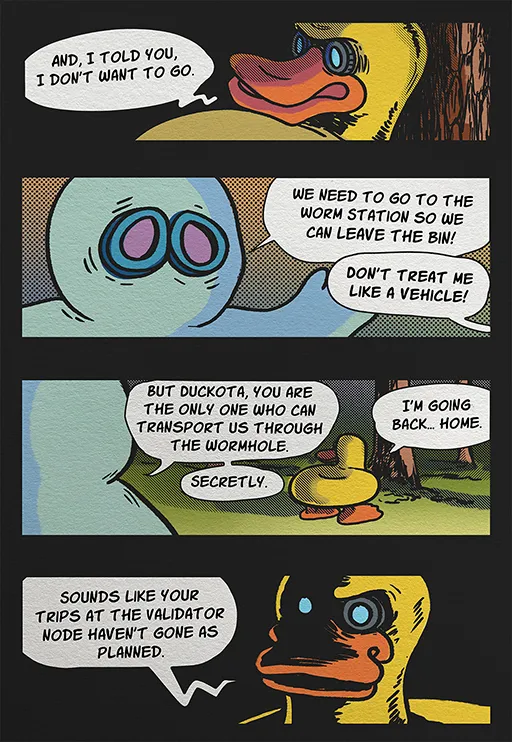 AND, I TOLD YOU,
I DON'T WANT TO GO.
WE NEED TO GO TO THE
WORM STATION SO WE
CAN LEAVE THE BIN!
DON'T TREAT ME
LIKE A VEHICLE!
BUT DUCKOTA, YOU ARE
THE ONLY ONE WHO CAN
TRANSPORT US THROUGH
THE WORMHOLE.
SECRETLY.
I'M GOING
BACK... HOME.
SOUNDS LIKE YOUR
TRIPS AT THE VALIDATOR
NODE HAVEN'T GONE AS
PLANNED.